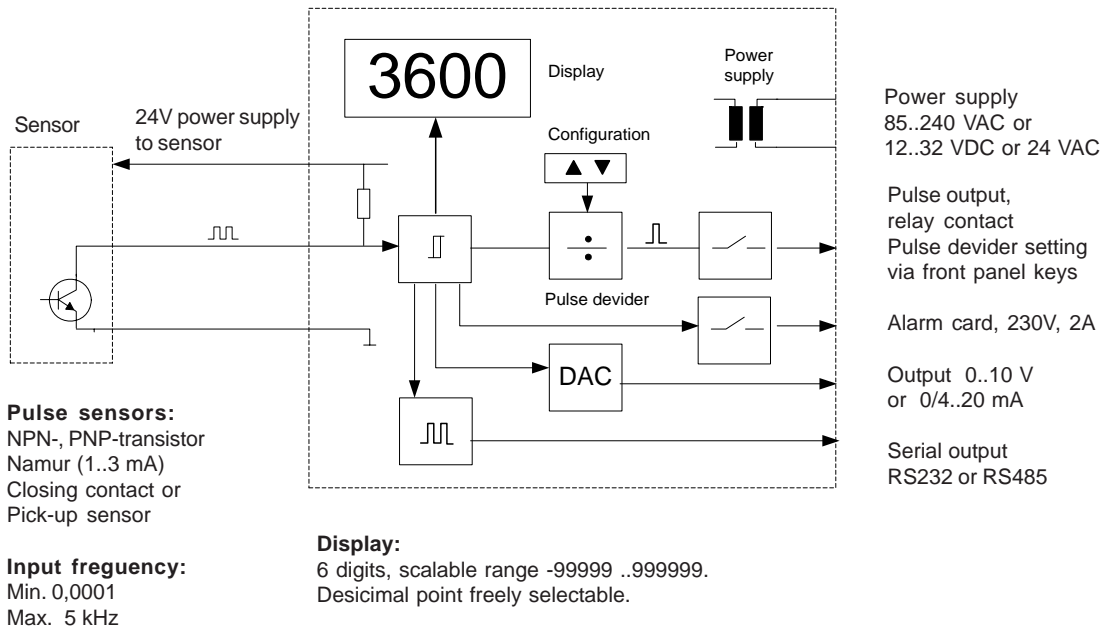 Sensor
24V power supply
to sensor
3600
Display
Power
supply
Configuration
▲ ▼
Pulse devider
DAC
Power supply
85..240 VAC or
12..32 VDC or 24 VAC
Pulse output,
relay contact
Pulse devider setting
via front panel keys
Alarm card, 230V, 2A
Output 0..10 V
or 0/4..20 mA
Serial output
RS232 or RS485
Pulse sensors:
NPN-, PNP-transistor
Namur (1..3 mA)
Closing contact or
Pick-up sensor
Input freguency:
Min. 0,0001
Max. 5 kHz
Display:
6 digits, scalable range -99999 ..999999.
Desicimal point freely selectable.